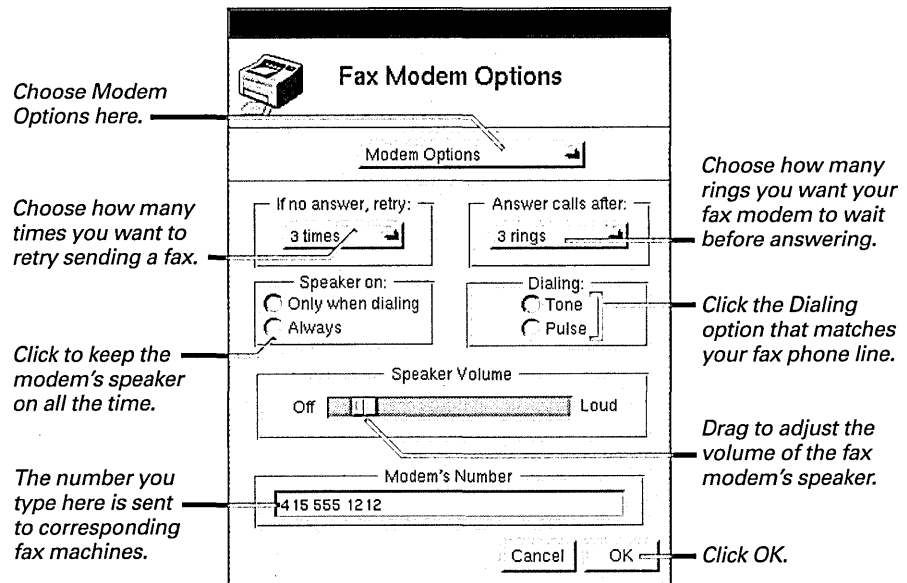 Fax Modem Options
Choose Modem
Options here.
Modem Options
Choose how many
times you want to
retry sending a fax.
If no answer, retry:
3 times
Answer calls after:
3 rings
Choose how many
rings you want your
fax modem to wait
before answering.
Speaker on:
Only when dialing
Always
Dialing:
Tone
Pulse
Click the Dialing
option that matches
your fax phone line.
Click to keep the
modem's speaker
on all the time.
Speaker Volume
Off
Loud
Drag to adjust the
volume of the fax
modem's speaker.
The number you
type here is sent
to corresponding
fax machines.
Modem's Number
415 555 1212
Cancel
OK
Click OK.